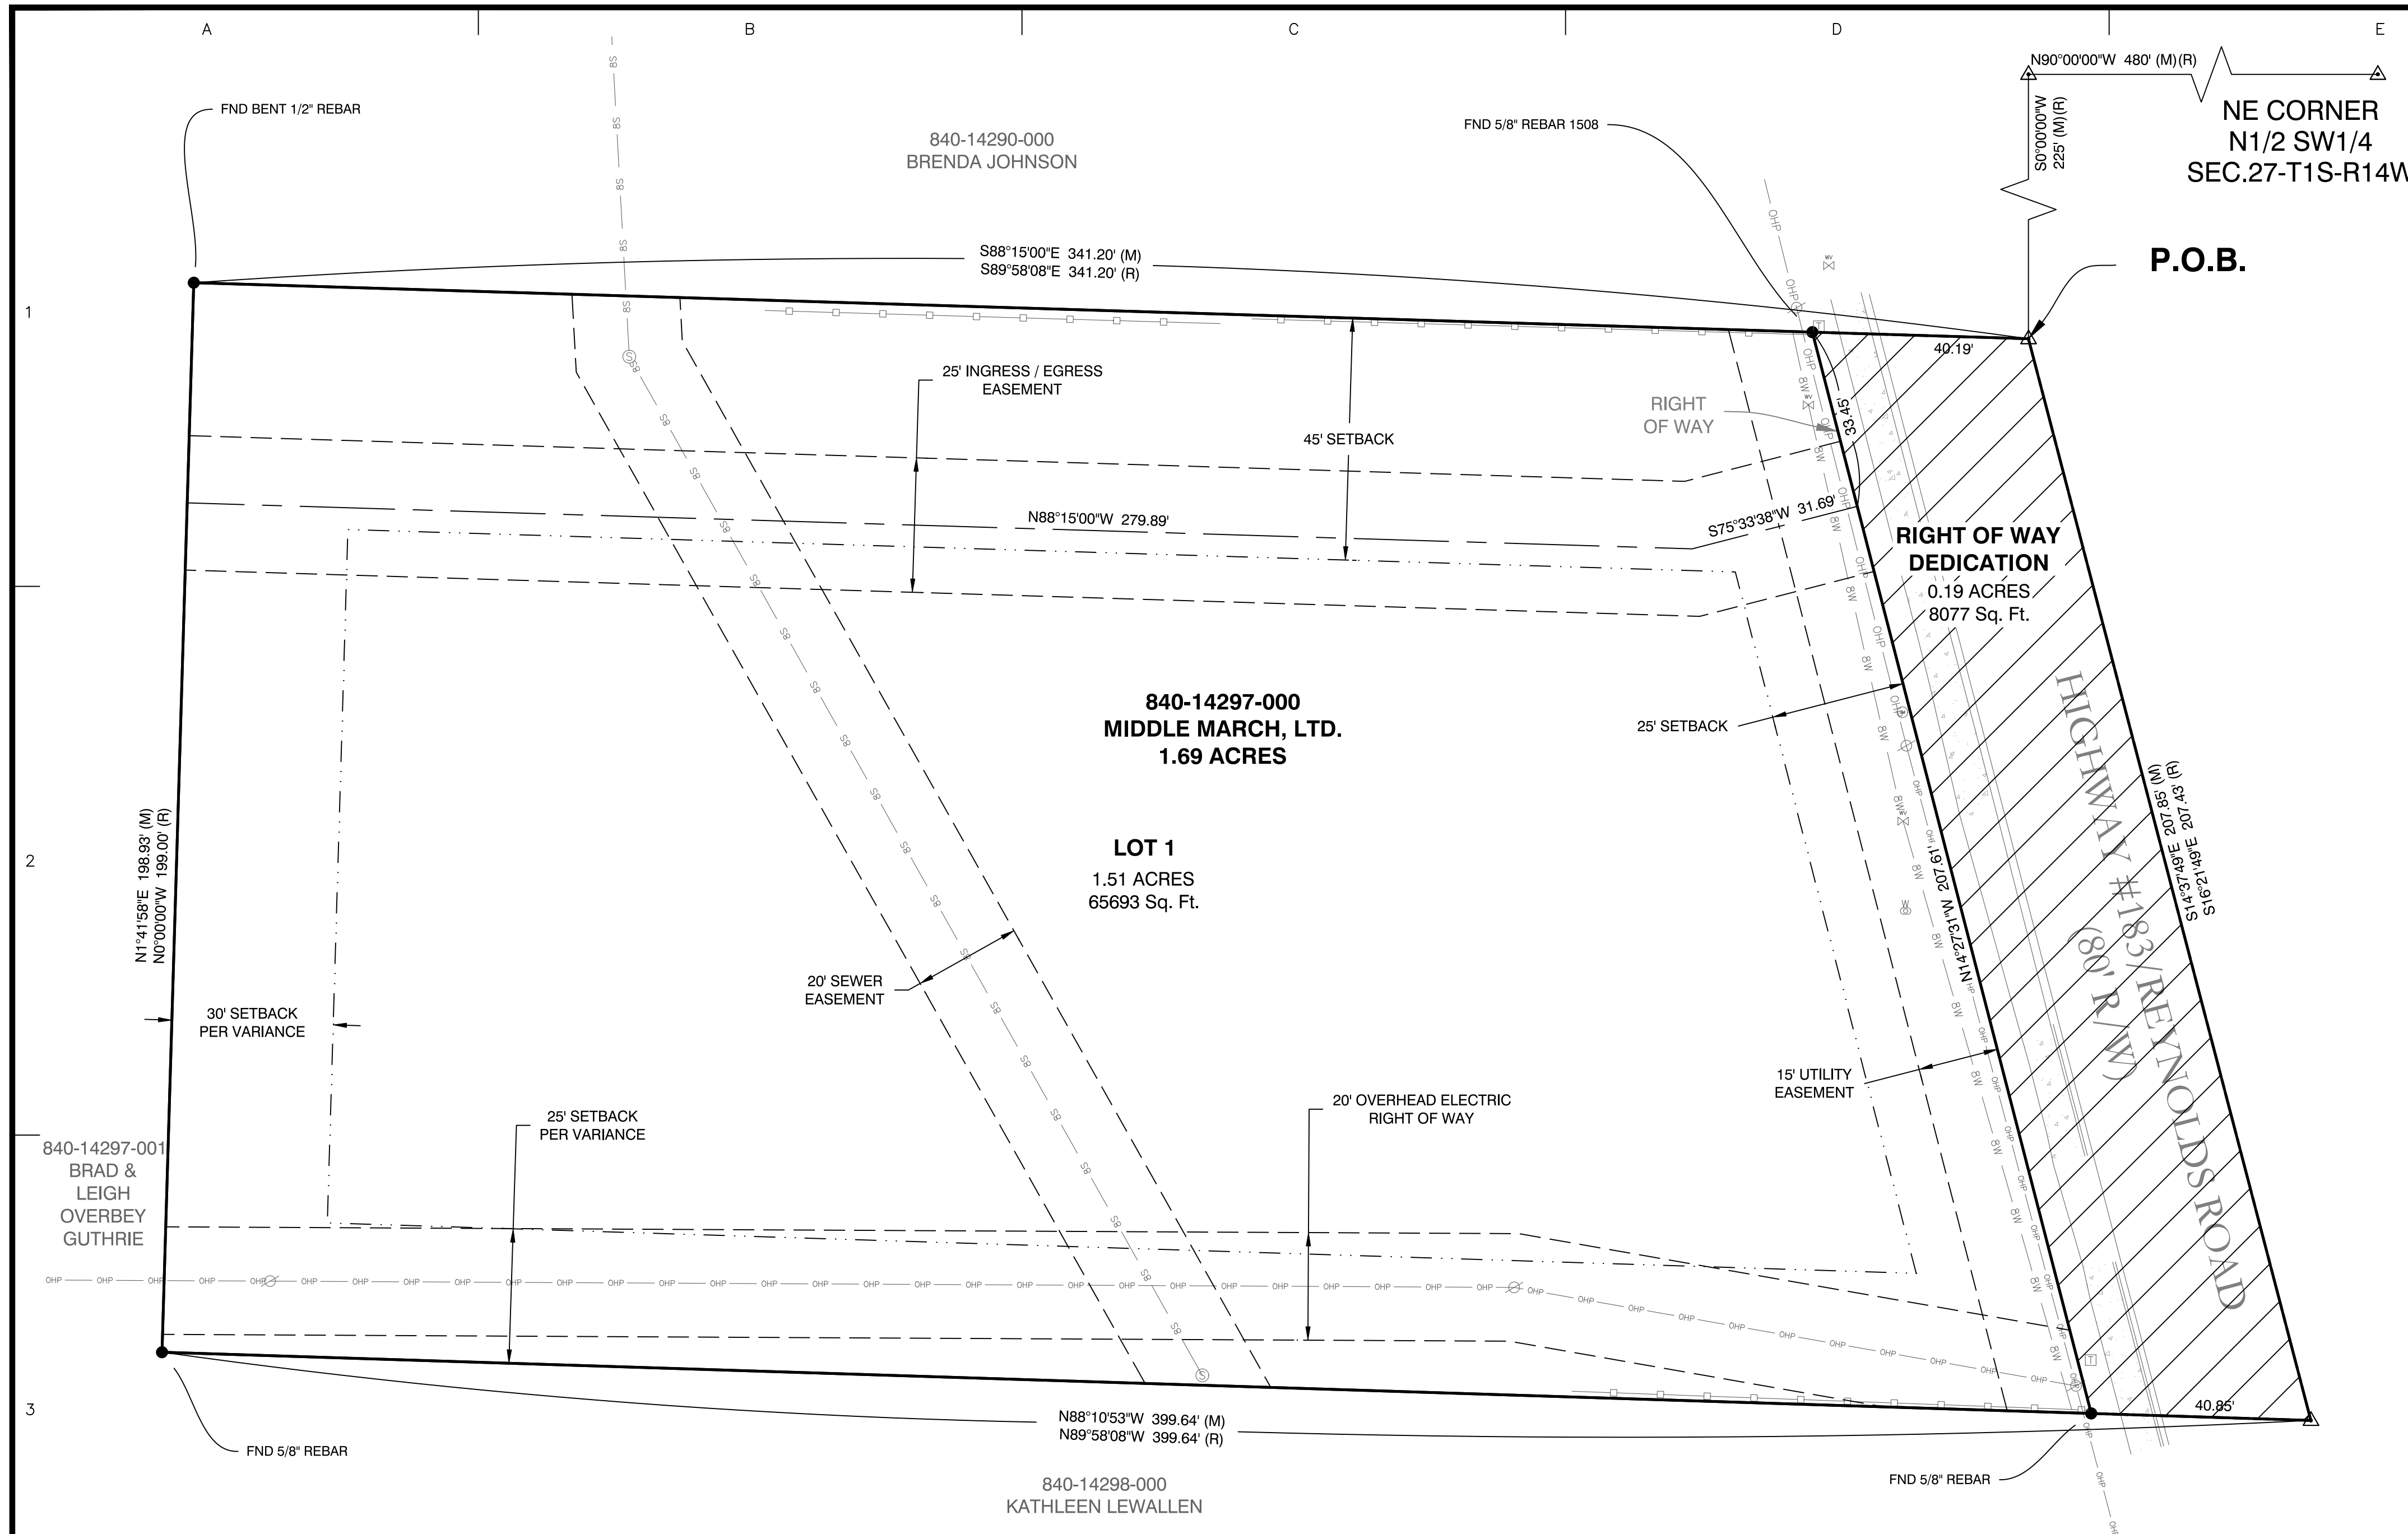 A
B
C
D
E
N90°00'00"W 480' (M)(R)
S0°00'00"W
225' (M)(R)
NE CORNER
N1/2 SW1/4
SEC.27-T1S-R14W
P.O.B.
FND BENT 1/2" REBAR
840-14290-000
BRENDA JOHNSON
FND 5/8" REBAR 1508
S88°15'00"E 341.20' (M)
S89°58'08"E 341.20' (R)
1
40.19'
25' INGRESS / EGRESS
EASEMENT
RIGHT
OF WAY
33.45'
45' SETBACK
N88°15'00"W 279.89'
S75°33'38"W 31.69'
RIGHT OF WAY
DEDICATION
0.19 ACRES
8077 Sq. Ft.
840-14297-000
MIDDLE MARCH, LTD.
1.69 ACRES
25' SETBACK
HIGHWAY #183/REYNOLDS ROAD
(80' R/W)
S14°37'49"E 207.85' (M)
S16°21'49"E 207.43' (R)
N14°27'31"W 207.61'
2
LOT 1
1.51 ACRES
65693 Sq. Ft.
N1°41'58"E 198.93' (M)
N0°00'00"W 199.00' (R)
20' SEWER
EASEMENT
30' SETBACK
PER VARIANCE
15' UTILITY
EASEMENT
25' SETBACK
PER VARIANCE
20' OVERHEAD ELECTRIC
RIGHT OF WAY
840-14297-001
BRAD &
LEIGH
OVERBEY
GUTHRIE
OHP
8S
8W
S
T
WV
W
3
40.85'
N88°10'53"W 399.64' (M)
N89°58'08"W 399.64' (R)
FND 5/8" REBAR
FND 5/8" REBAR
840-14298-000
KATHLEEN LEWALLEN